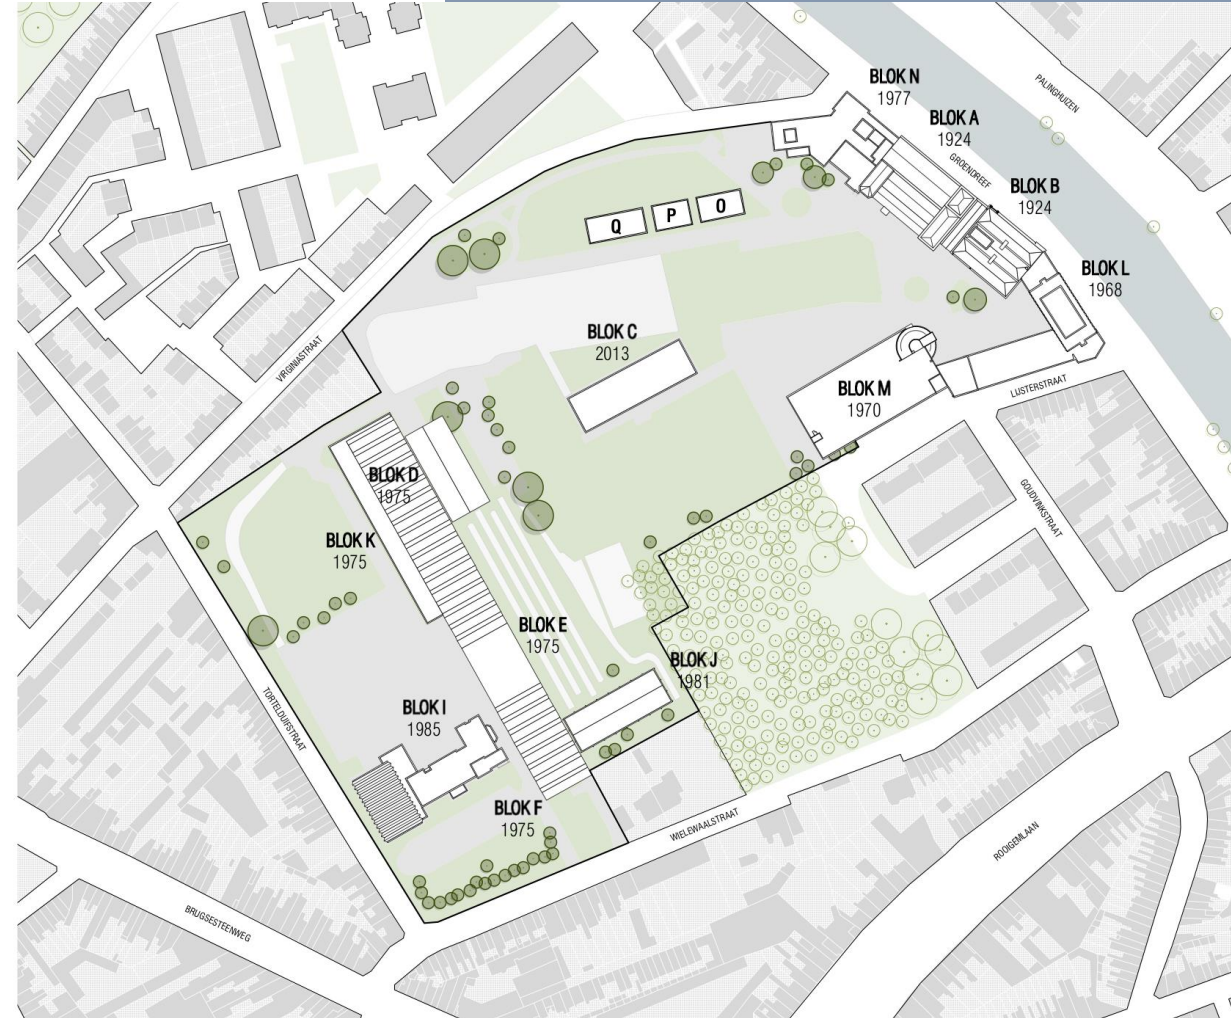 BLOK N
1977
PALINGHUIZEN
BLOK A
1924
GROENDREEF
BLOK B
1924
O
P
Q
BLOK L
1968
VIRGINIASTRAAT
BLOK C
2013
BLOK M
1970
LUSTERSTRAAT
BLOK D
1975
GOUDVINKSTRAAT
BLOK K
1975
BLOK E
1975
BLOK J
1981
TORTELDUIFSTRAAT
BLOK I
1985
BLOK F
1975
WIELEWAALSTRAAT
ROOIGEMLAAN
BRUGSESTEENWEG